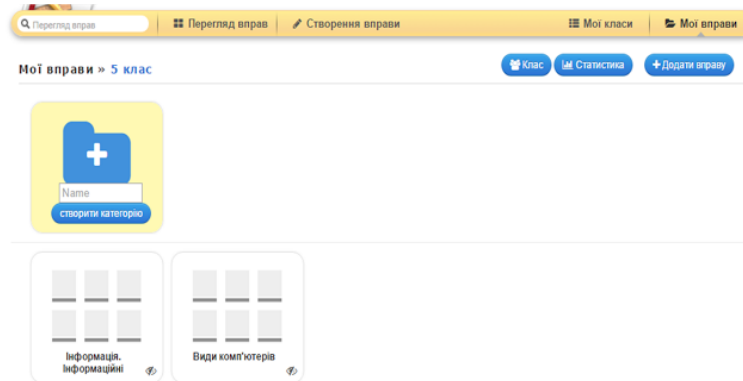 Перегляд вправ
Перегляд вправ
Створення вправи
Мої класи
Мої вправи
Мої вправи » 5 клас
Клас
Статистика
Додати вправу
Name
створити категорію
Інформація.
Інформаційні
Види комп'ютерів